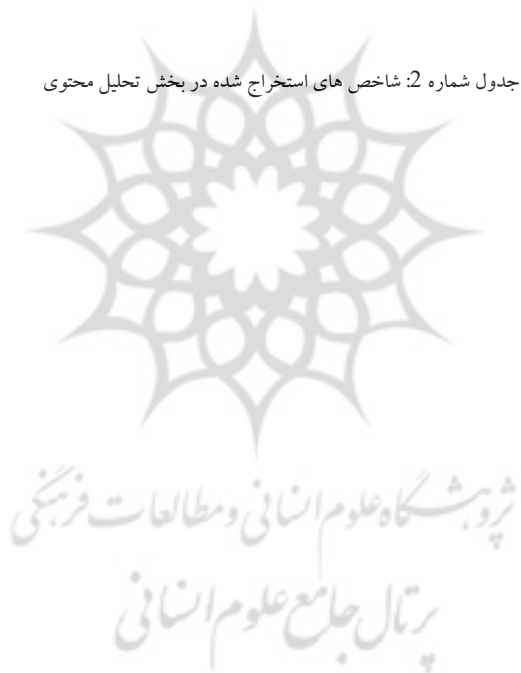 جدول شماره 2: شاخص های استخراج شده در بخش تحلیل محتوی
پژوهشگاه علوم انسانی و مطالعات فرهنگی
پرتال جامع علوم انسانی